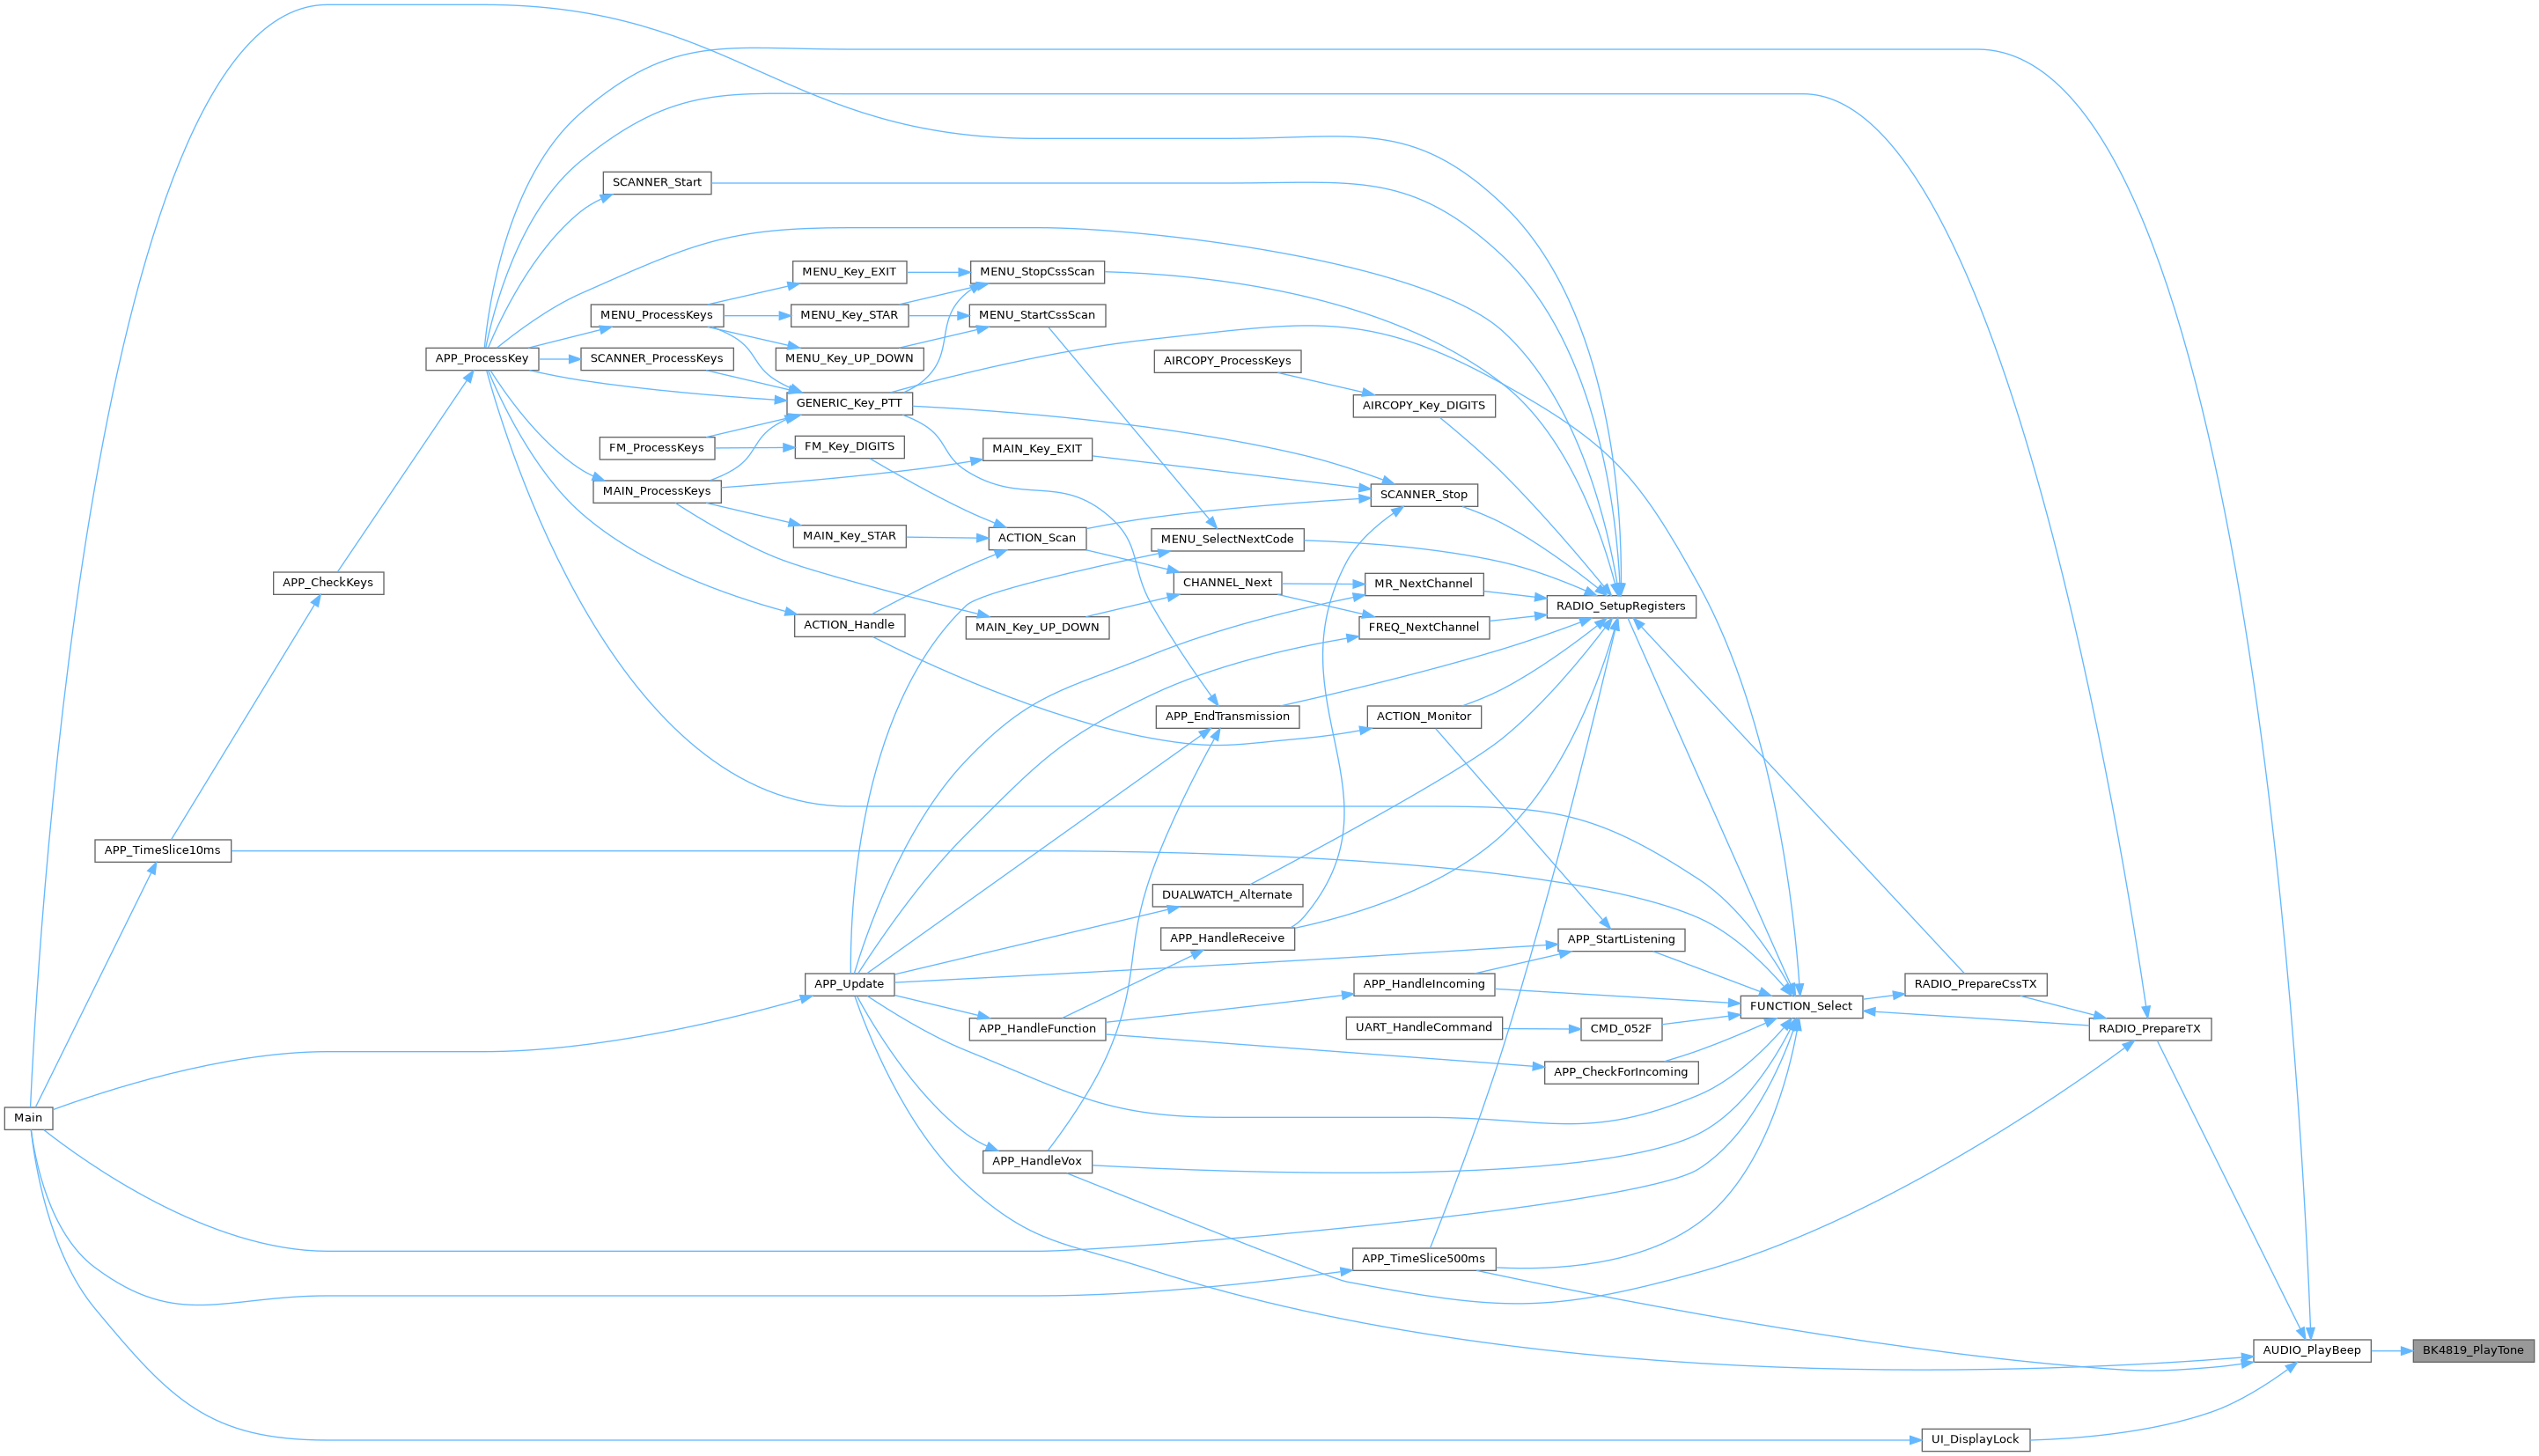 SCANNER_Start
MENU_Key_EXIT
MENU_StopCssScan
MENU_ProcessKeys
MENU_Key_STAR
MENU_StartCssScan
APP_ProcessKey
SCANNER_ProcessKeys
MENU_Key_UP_DOWN
AIRCOPY_ProcessKeys
GENERIC_Key_PTT
AIRCOPY_Key_DIGITS
FM_ProcessKeys
FM_Key_DIGITS
MAIN_Key_EXIT
MAIN_ProcessKeys
SCANNER_Stop
MAIN_Key_STAR
ACTION_Scan
MENU_SelectNextCode
APP_CheckKeys
CHANNEL_Next
MR_NextChannel
RADIO_SetupRegisters
ACTION_Handle
MAIN_Key_UP_DOWN
FREQ_NextChannel
APP_EndTransmission
ACTION_Monitor
APP_TimeSlice10ms
DUALWATCH_Alternate
APP_HandleReceive
APP_StartListening
APP_Update
APP_HandleIncoming
RADIO_PrepareCssTX
FUNCTION_Select
APP_HandleFunction
UART_HandleCommand
CMD_052F
RADIO_PrepareTX
APP_CheckForIncoming
Main
APP_HandleVox
APP_TimeSlice500ms
AUDIO_PlayBeep
BK4819_PlayTone
UI_DisplayLock